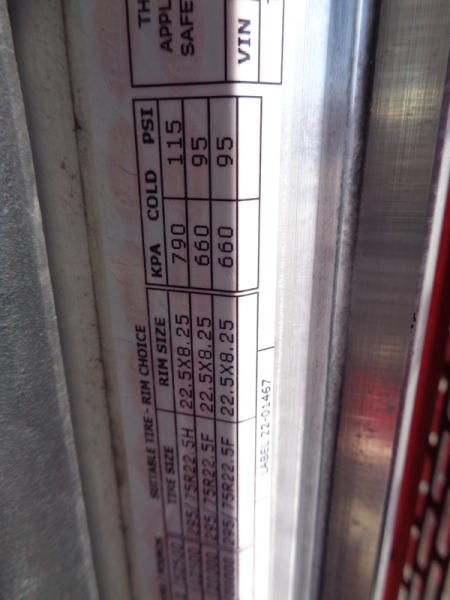 TH
APPL
SAFE
VIN
SUITABLE TIRE - RIM CHOICE
TIRE SIZE RIM SIZE KPA COLD PSI
295/75R22.5H 22.5X8.25 790 115
295/75R22.5F 22.5X8.25 660 95
295/75R22.5F 22.5X8.25 660 95
LABEL 22-01467